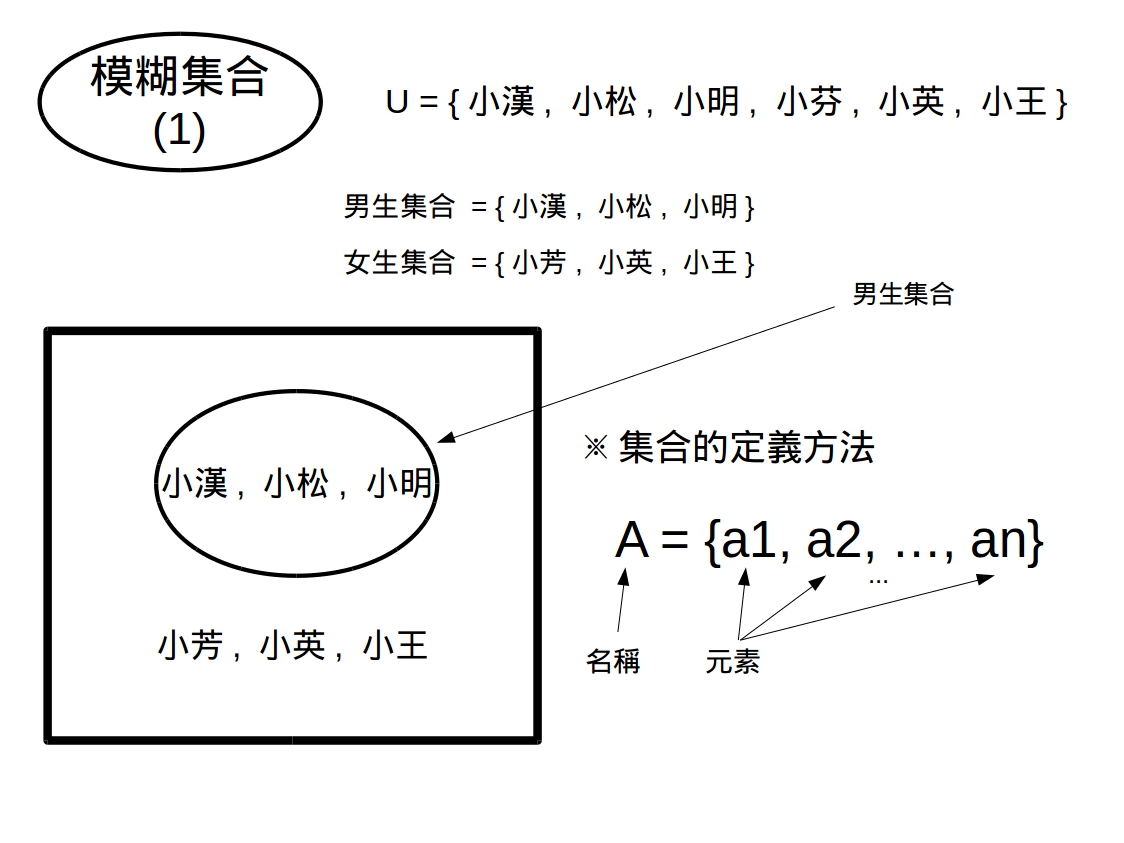 模糊集合
(1)
U = { 小漢 , 小松 , 小明 , 小芬 , 小英 , 小王 }
男生集合 = { 小漢 , 小松 , 小明 }
女生集合 = { 小芳 , 小英 , 小王 }
男生集合
小漢 , 小松 , 小明
小芳 , 小英 , 小王
※ 集合的定義方法
A = {a1, a2, …, an}
...
名稱
元素